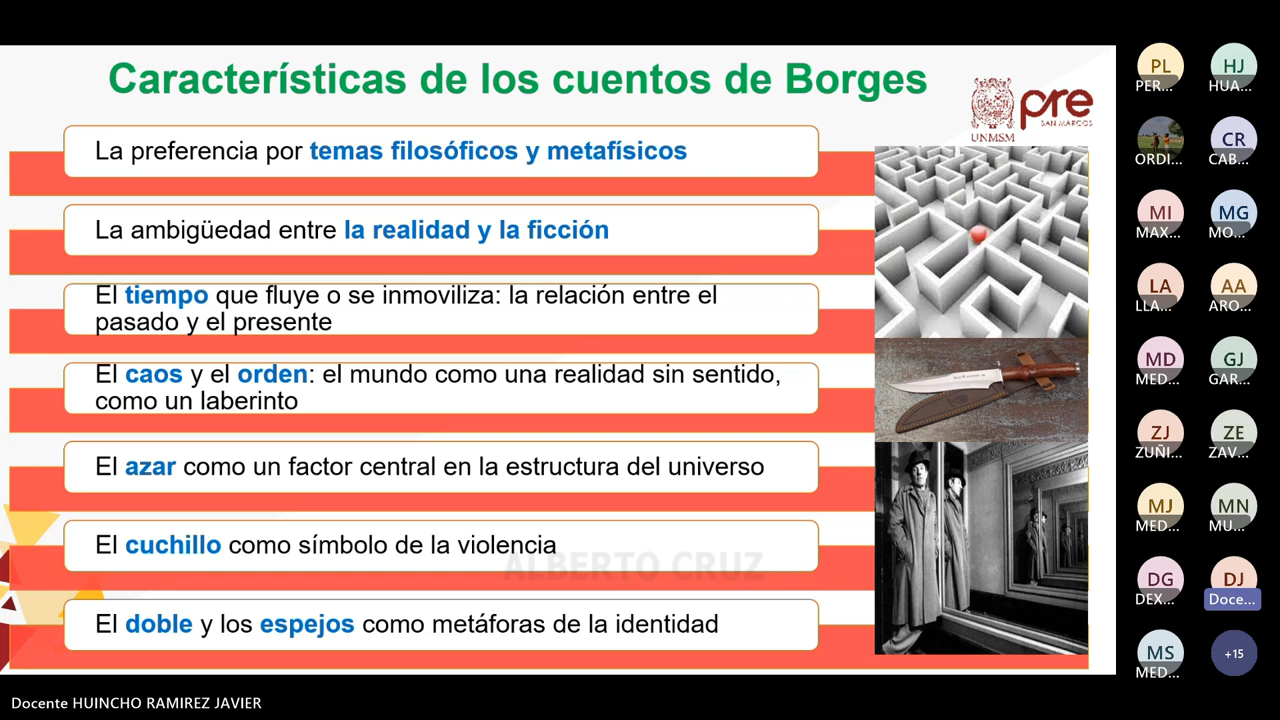 Características de los cuentos de Borges
UNMSM
pre
SAN MARCOS
La preferencia por temas filosóficos y metafísicos
La ambigüedad entre la realidad y la ficción
El tiempo que fluye o se inmoviliza: la relación entre el
pasado y el presente
El caos y el orden: el mundo como una realidad sin sentido,
como un laberinto
El azar como un factor central en la estructura del universo
El cuchillo como símbolo de la violencia
ALBERTO CRUZ
El doble y los espejos como metáforas de la identidad
PL
PER...
HJ
HUA...
ORDI...
CR
CAB...
MI
MAX...
MG
MO...
LA
LLA...
AA
ARO...
MD
MED...
GJ
GAR...
ZJ
ZUÑI...
ZE
ZAV...
MJ
MED...
MN
MU...
DG
DEX...
DJ
Doce...
MS
MED...
+15
Docente HUINCHO RAMIREZ JAVIER